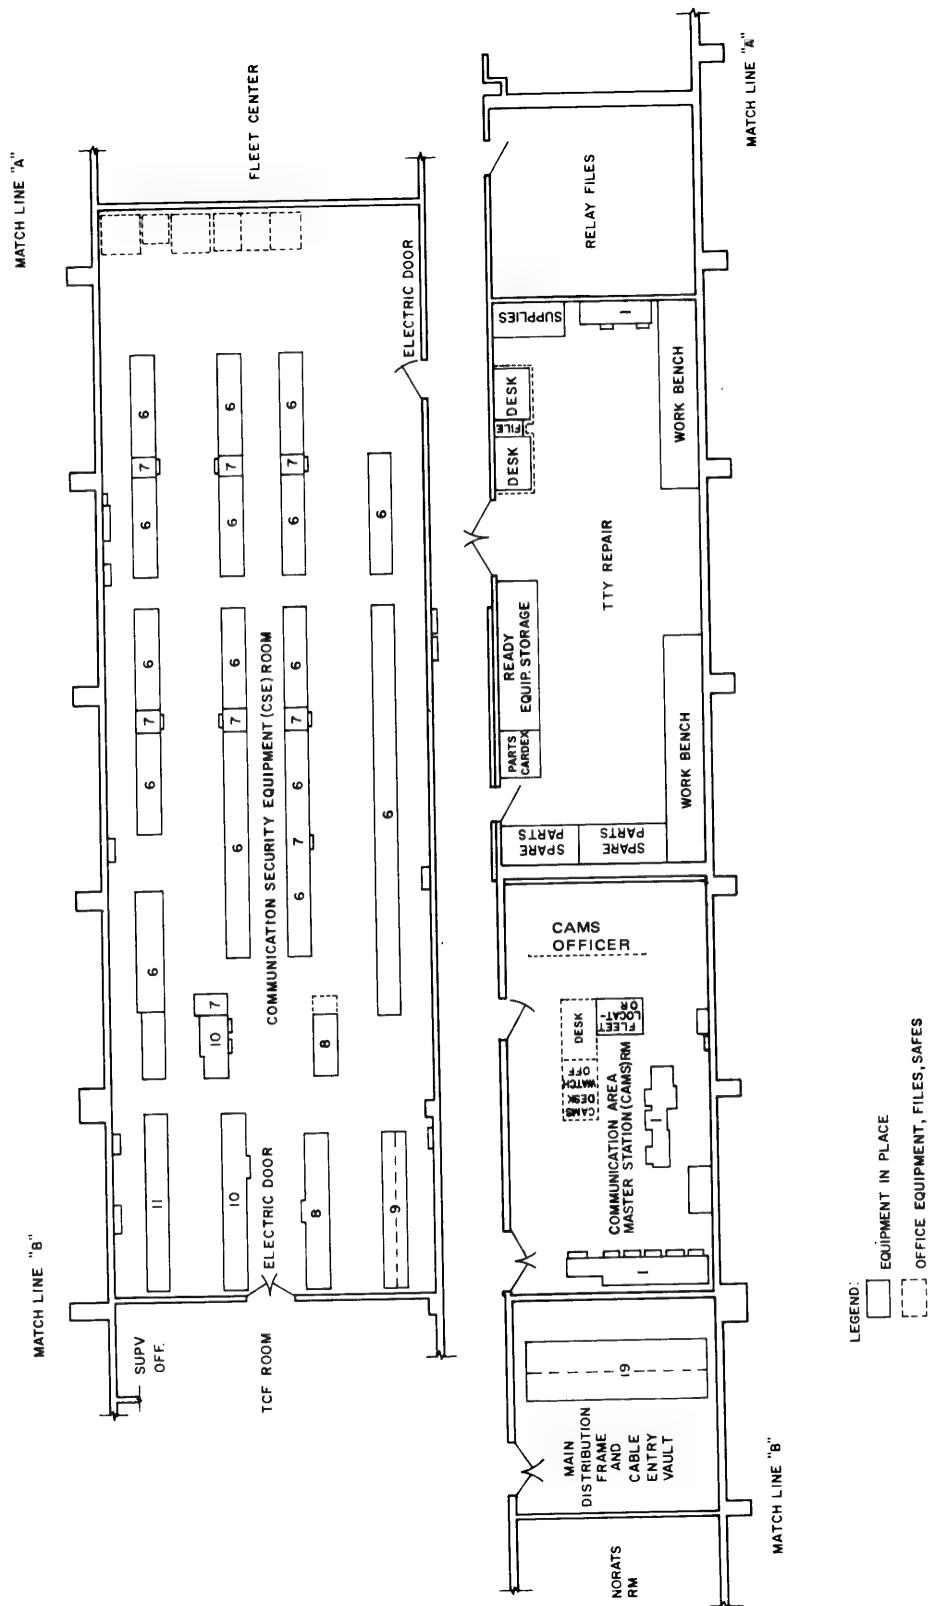 MATCH LINE "A"
FLEET CENTER
ELECTRIC DOOR
6
7
6
6
7
6
6
7
6
6
6
7
6
6
7
6
6
7
6
7
6
6
COMMUNICATION SECURITY EQUIPMENT (CSE) ROOM
6
7
10
8
11
10
8
9
ELECTRIC DOOR
MATCH LINE "B"
SUPV
OFF.
TCF ROOM
MATCH LINE "A"
RELAY FILES
SUPPLIES
1
DESK
FILE
DESK
WORK BENCH
TTY REPAIR
READY
EQUIP. STORAGE
PARTS
CARDEX
WORK BENCH
SPARE
PARTS
SPARE
PARTS
CAMS
OFFICER
DESK
FLEET
LOCAT-
OR
CAMS
DESK
WATCH
OFF
COMMUNICATION AREA
MASTER STATION (CAMS) RM
1
1
19
MAIN
DISTRIBUTION
FRAME
AND
CABLE
ENTRY
VAULT
NORATS
RM
MATCH LINE "B"
LEGEND:
EQUIPMENT IN PLACE
OFFICE EQUIPMENT, FILES, SAFES